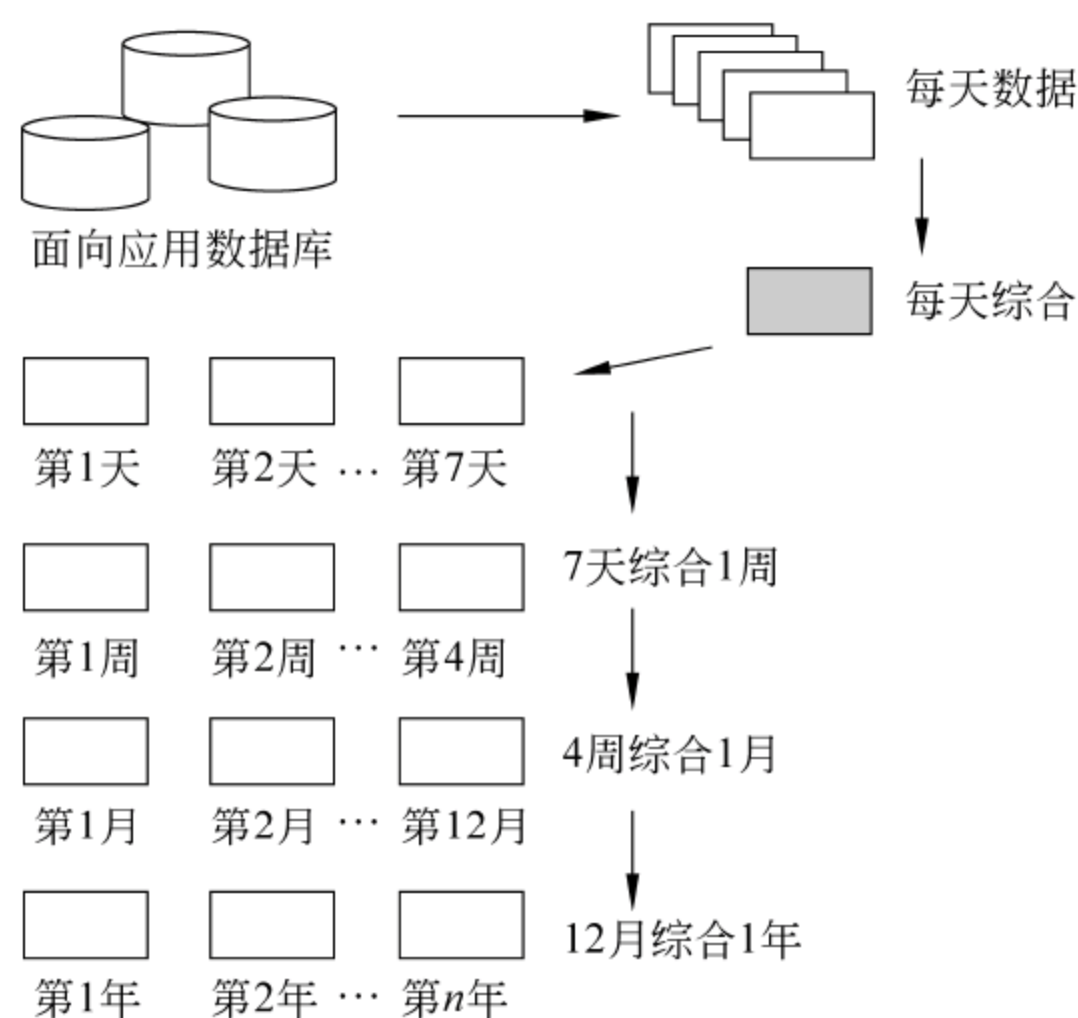 每天数据
面向应用数据库
每天综合
第1天 第2天 … 第7天
7天综合1周
第1周 第2周 … 第4周
4周综合1月
第1月 第2月 … 第12月
12月综合1年
第1年 第2年 … 第n年